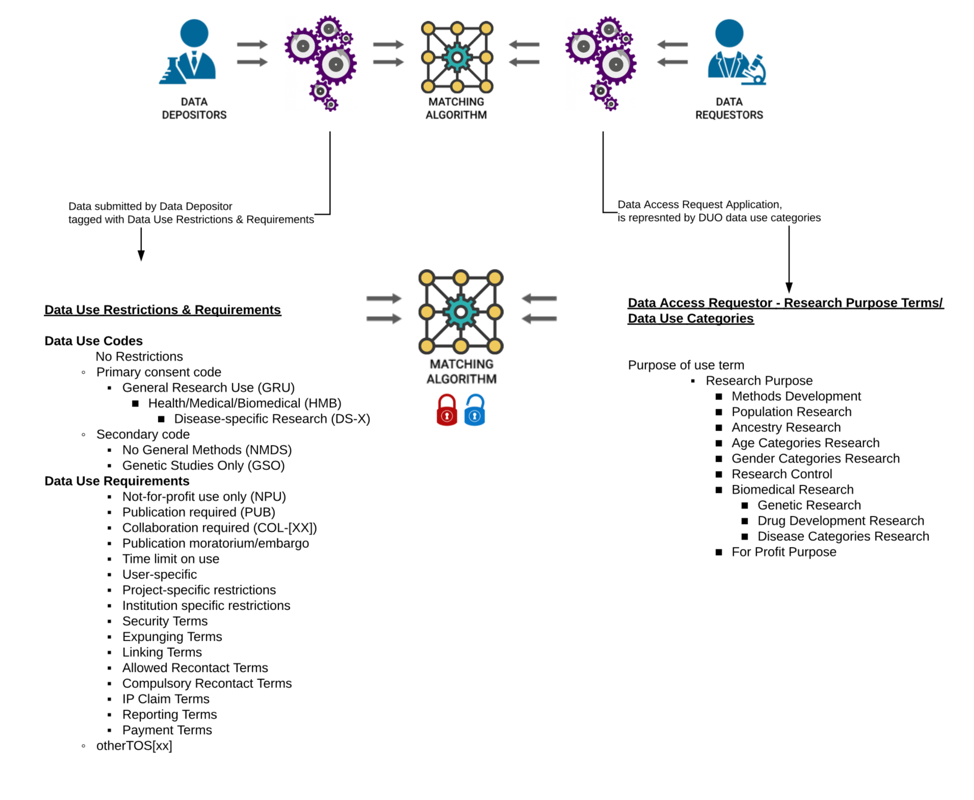 DATA
DEPOSITORS
MATCHING
ALGORITHM
DATA
REQUESTORS
Data submitted by Data Depositor
tagged with Data Use Restrictions & Requirements
Data Access Request Application,
is represnted by DUO data use categories
Data Use Restrictions & Requirements
Data Use Codes
No Restrictions
Primary consent code
General Research Use (GRU)
Health/Medical/Biomedical (HMB)
Disease-specific Research (DS-X)
Secondary code
No General Methods (NMDS)
Genetic Studies Only (GSO)
Data Use Requirements
Not-for-profit use only (NPU)
Publication required (PUB)
Collaboration required (COL-[XX])
Publication moratorium/embargo
Time limit on use
User-specific
Project-specific restrictions
Institution specific restrictions
Security Terms
Expunging Terms
Linking Terms
Allowed Recontact Terms
Compulsory Recontact Terms
IP Claim Terms
Reporting Terms
Payment Terms
otherTOS[xx]
MATCHING
ALGORITHM
Data Access Requestor - Research Purpose Terms/
Data Use Categories
Purpose of use term
Research Purpose
Methods Development
Population Research
Ancestry Research
Age Categories Research
Gender Categories Research
Research Control
Biomedical Research
Genetic Research
Drug Development Research
Disease Categories Research
For Profit Purpose